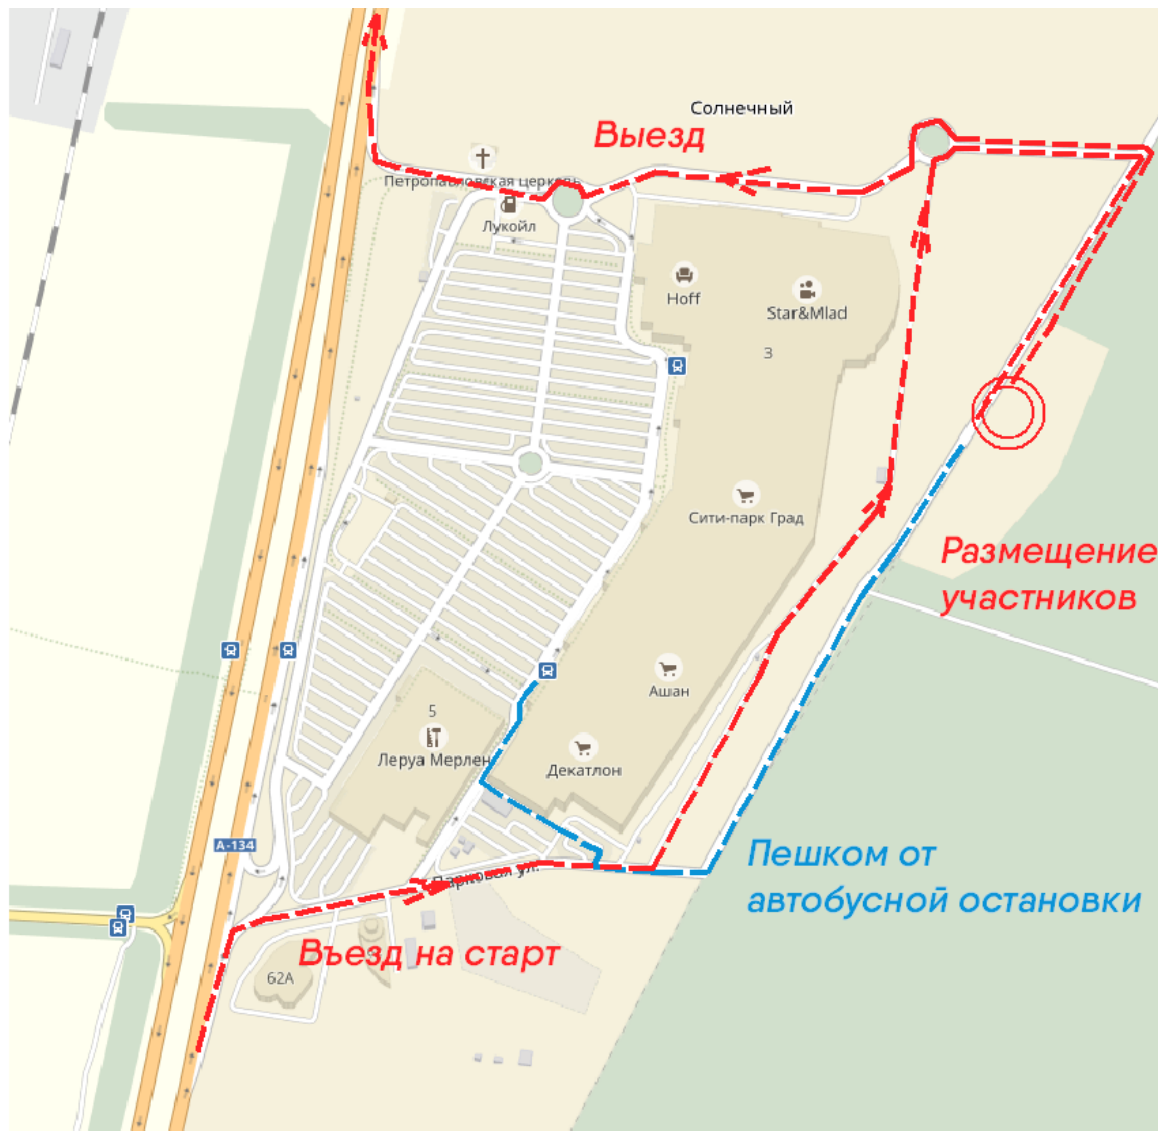 Солнечный
Выезд
Петропавловская церковь
Лукойл
Hoff
Star&Mlad
3
Сити-парк Град
Размещение
участников
Ашан
5
Леруа Мерлен
Декатлон
А-134
Пешком от
автобусной остановки
Парковая ул.
Въезд на старт
62А